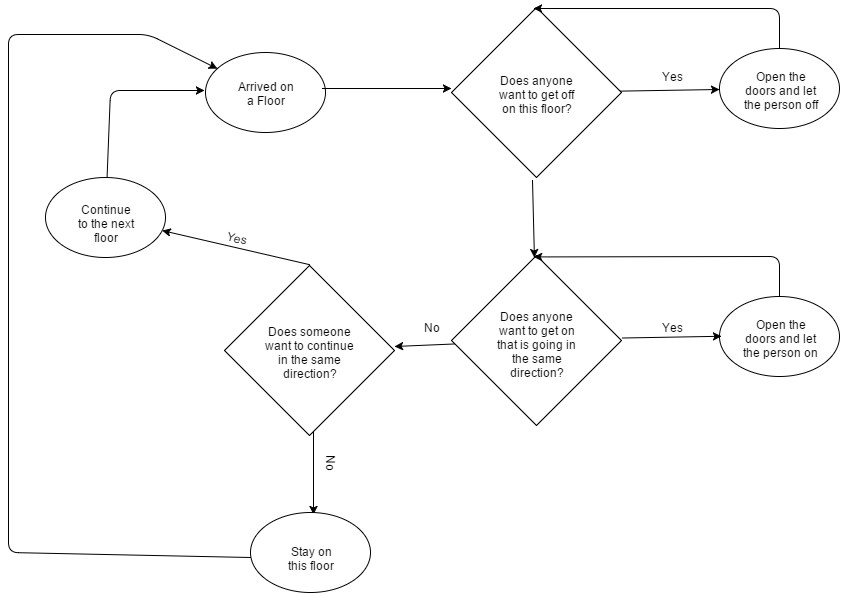 Arrived on
a Floor
Does anyone
want to get off
on this floor?
Yes
Open the
doors and let
the person off
Continue
to the next
floor
Yes
Does someone
want to continue
in the same
direction?
No
Does anyone
want to get on
that is going in
the same
direction?
Yes
Open the
doors and let
the person on
No
Stay on
this floor